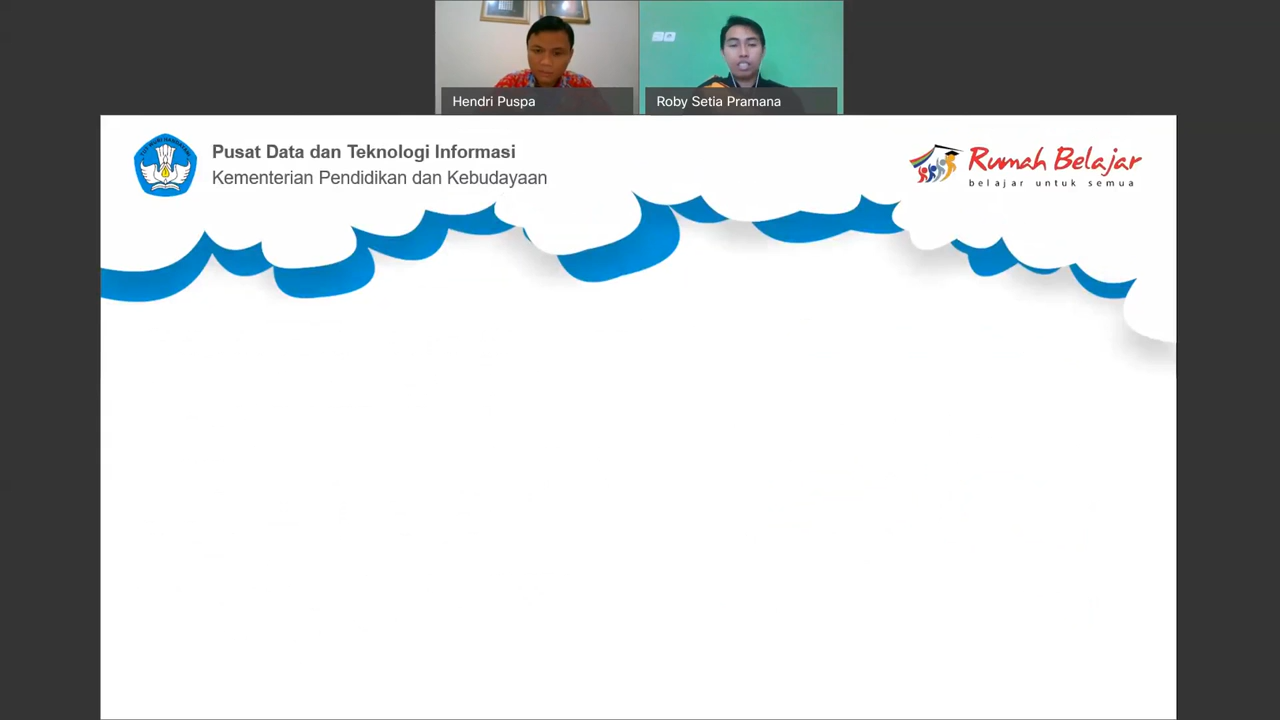 Hendri Puspa
Roby Setia Pramana
Pusat Data dan Teknologi Informasi
Kementerian Pendidikan dan Kebudayaan
Rumah Belajar
belajar untuk semua